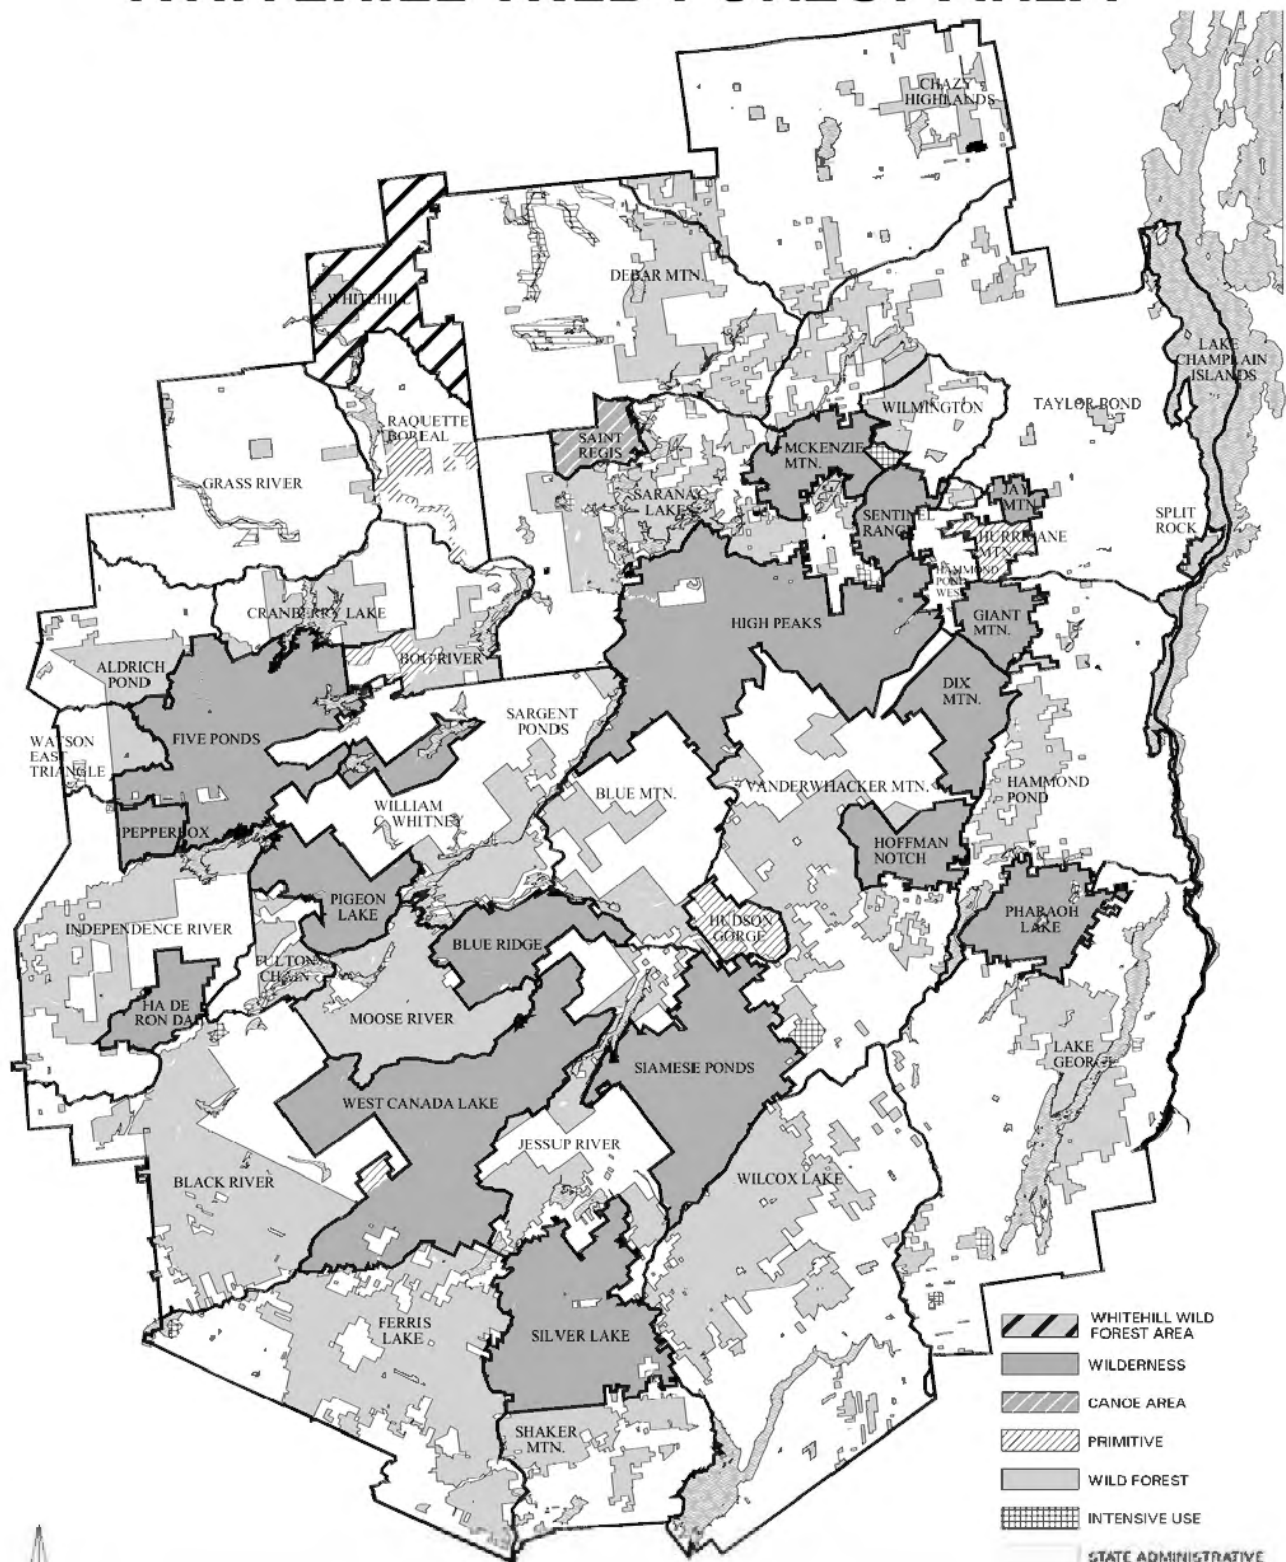 CHAZY
HIGHLANDS
DEBAR MTN.
WHITEHILL
LAKE
CHAMPLAIN
ISLANDS
RAQUETTE
BOREAL
WILMINGTON
TAYLOR POND
SAINT
REGIS
MCKENZIE
MTN.
GRASS RIVER
SARANAC
LAKES
JAY
MTN.
SENTINEL
RANGE
SPLIT
ROCK
HURRICANE
MTN.
HAMMOND
POND
WEST
CRANBERRY LAKE
HIGH PEAKS
GIANT
MTN.
ALDRICH
POND
BOG RIVER
DIX
MTN.
SARGENT
PONDS
FIVE PONDS
WATSON
EAST
TRIANGLE
BLUE MTN.
VANDERWHACKER MTN.
HAMMOND
POND
WILLIAM
C. WHITNEY
PEPPERBOX
HOFFMAN
NOTCH
PIGEON
LAKE
HUDSON
GORGE
PHARAOH
LAKE
INDEPENDENCE RIVER
BLUE RIDGE
FULTON
CHAIN
HA DE
RON DA
MOOSE RIVER
LAKE
GEORGE
SIAMESE PONDS
WEST CANADA LAKE
JESSUP RIVER
BLACK RIVER
WILCOX LAKE
FERRIS
LAKE
SILVER LAKE
SHAKER
MTN.
WHITEHILL WILD
FOREST AREA
WILDERNESS
CANOE AREA
PRIMITIVE
WILD FOREST
INTENSIVE USE
STATE ADMINISTRATIVE